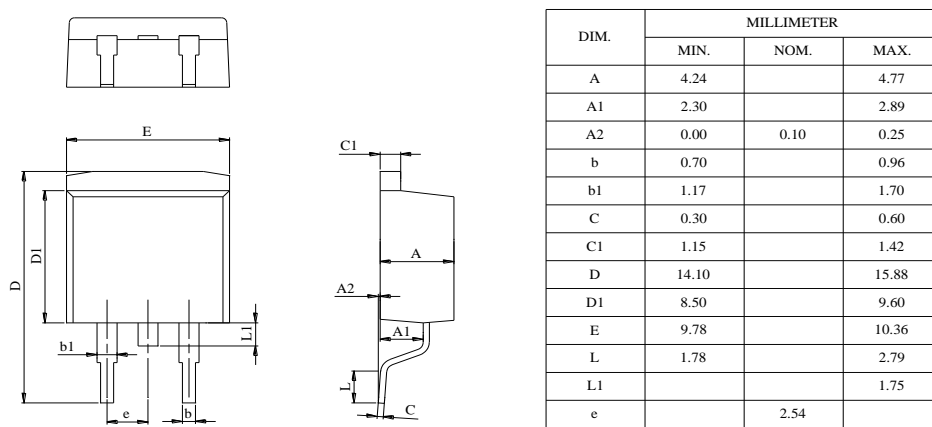 E
D
D1
L1
b1
e
b
C1
A
A2
A1
L
C
DIM. MILLIMETER
MIN. NOM. MAX.
A 4.24 4.77
A1 2.30 2.89
A2 0.00 0.10 0.25
b 0.70 0.96
b1 1.17 1.70
C 0.30 0.60
C1 1.15 1.42
D 14.10 15.88
D1 8.50 9.60
E 9.78 10.36
L 1.78 2.79
L1 1.75
e 2.54